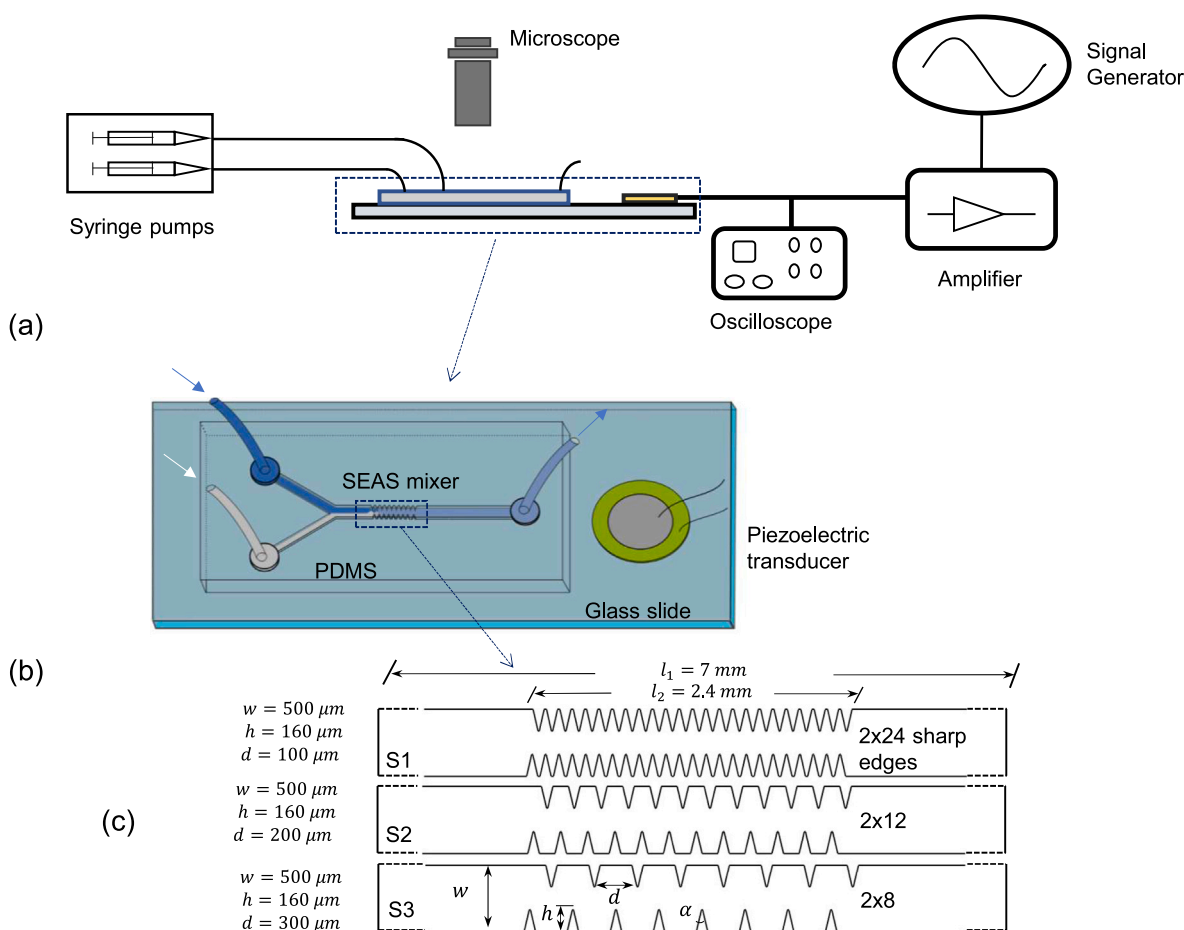 Microscope
Signal
Generator
Syringe pumps
Amplifier
Oscilloscope
(a)
SEAS mixer
PDMS
Piezoelectric
transducer
Glass slide
(b)
l₁ = 7 mm
l₂ = 2.4 mm
w = 500 μm
h = 160 μm
d = 100 μm
S1
2x24 sharp
edges
(c)
w = 500 μm
h = 160 μm
d = 200 μm
S2
2x12
w = 500 μm
h = 160 μm
d = 300 μm
S3
w
h
d
α
2x8